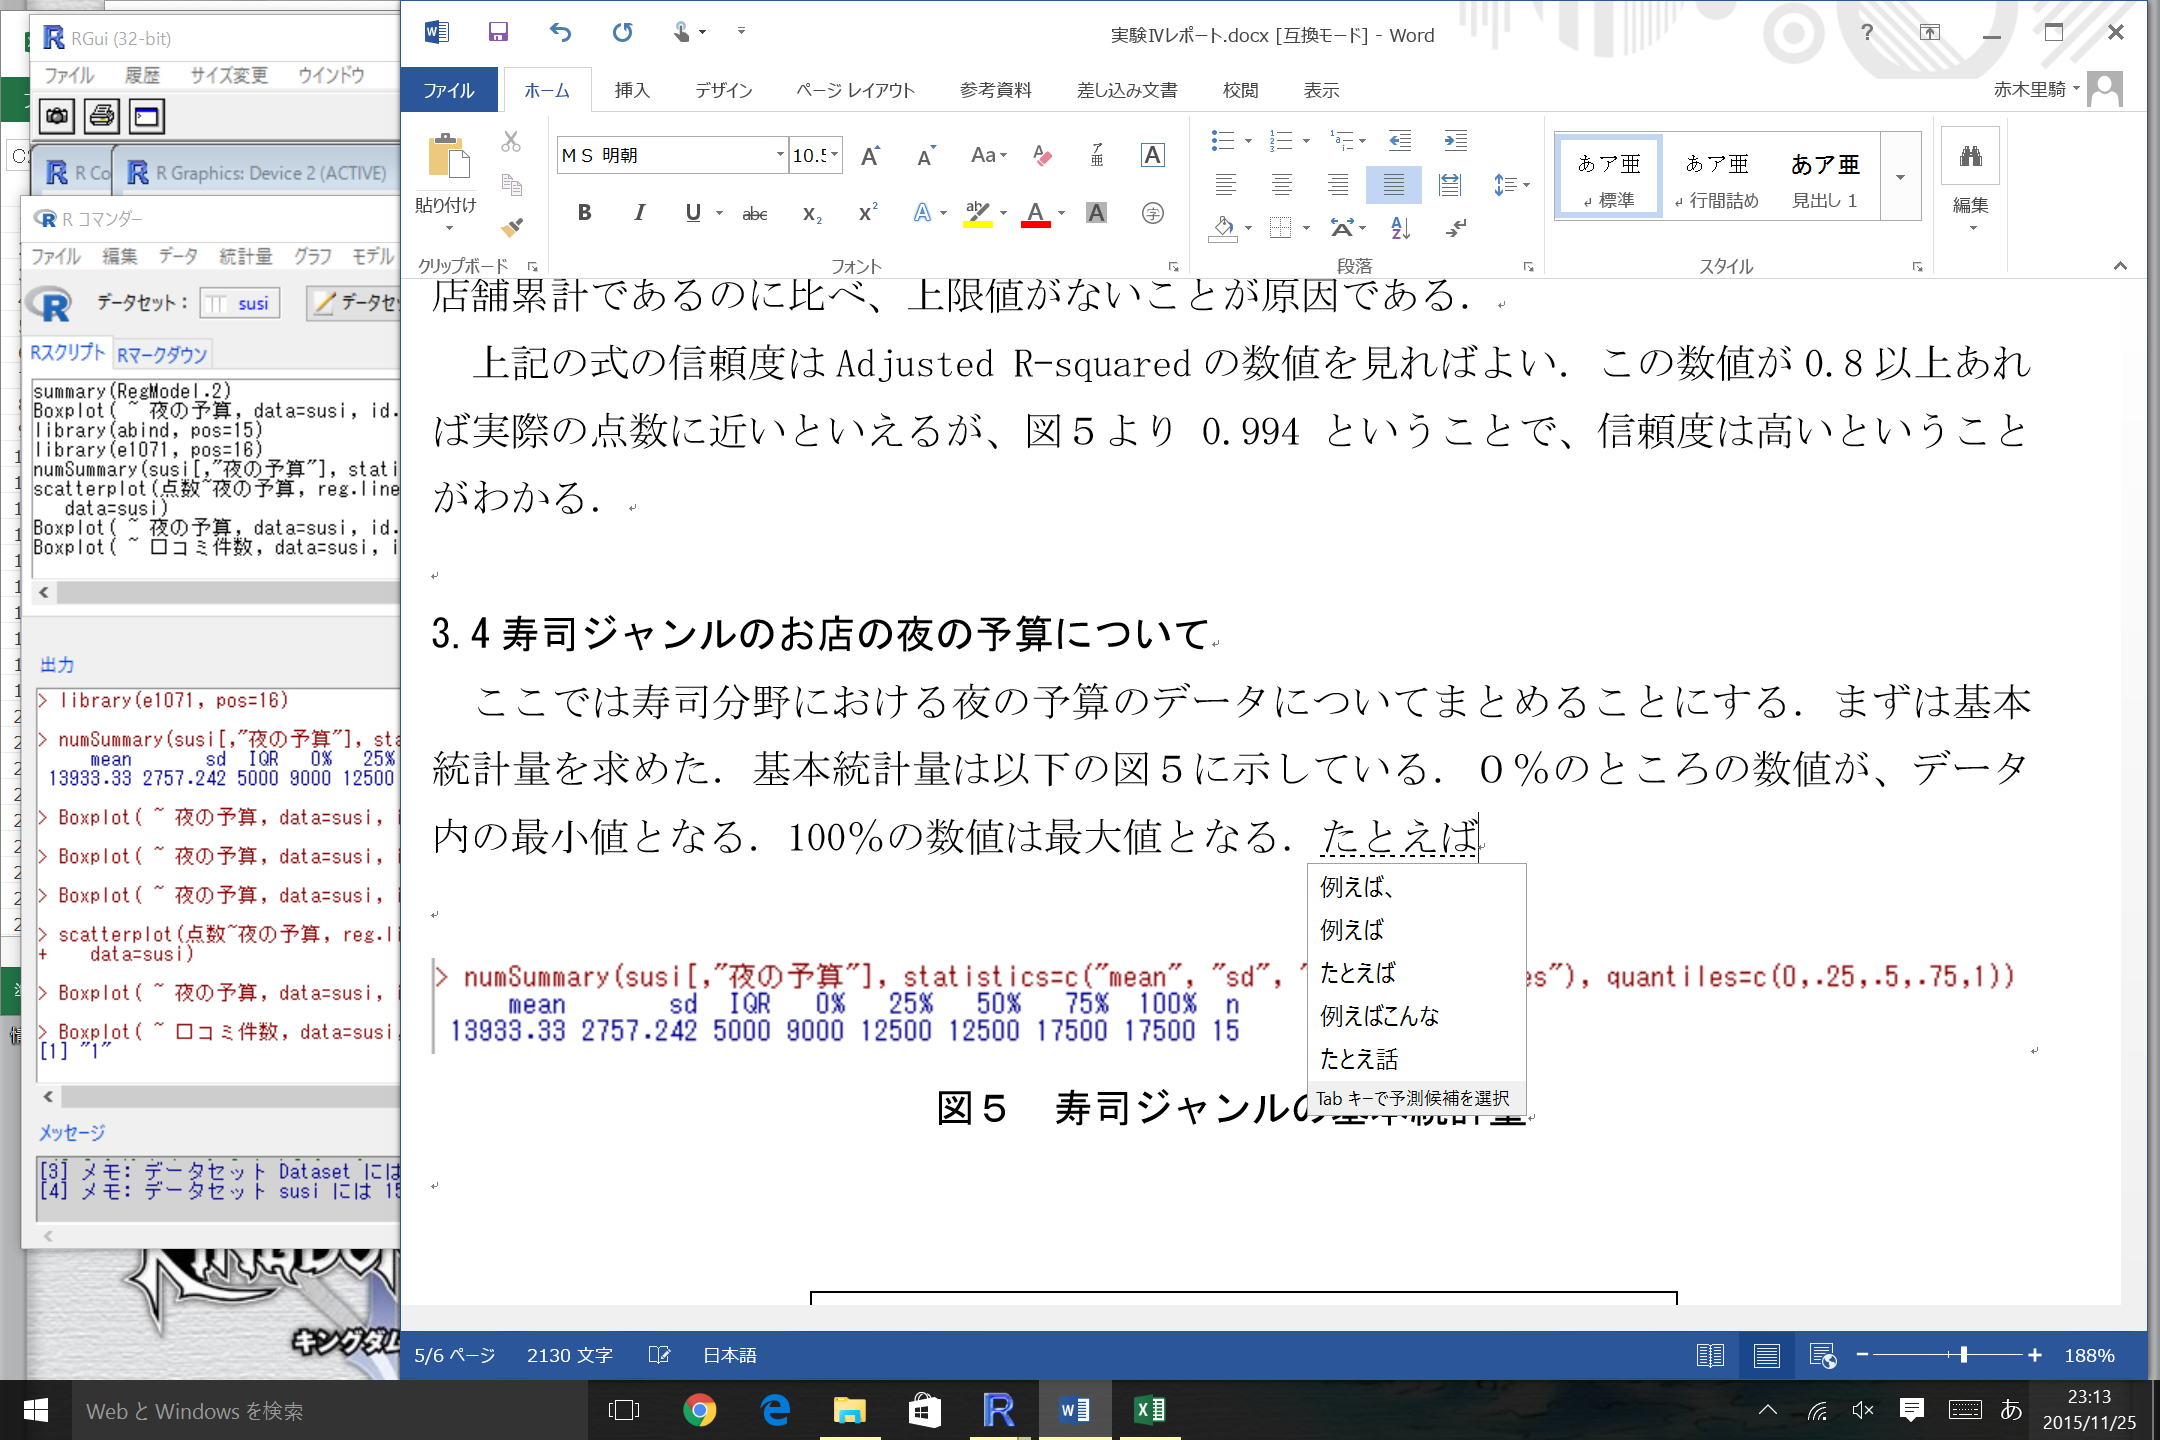 RGui (32-bit)
ファイル 履歴 サイズ変更 ウインドウ
R Co
R Graphics: Device 2 (ACTIVE)
R コマンダー
ファイル 編集 データ 統計量 グラフ モデル
データセット： susi データセッ
Rスクリプト Rマークダウン
summary(RegModel.2)
Boxplot( ~ 夜の予算, data=susi, id.
library(abind, pos=15)
library(e1071, pos=16)
numSummary(susi[,"夜の予算"], stati
scatterplot(点数~夜の予算, reg.line
data=susi)
Boxplot( ~ 夜の予算, data=susi, id.
Boxplot( ~ 口コミ件数, data=susi, i
出力
> library(e1071, pos=16)
> numSummary(susi[,"夜の予算"], sta
mean sd IQR 0% 25%
13933.33 2757.242 5000 9000 12500
> Boxplot( ~ 夜の予算, data=susi, i
> Boxplot( ~ 夜の予算, data=susi, i
> Boxplot( ~ 夜の予算, data=susi, i
> scatterplot(点数~夜の予算, reg.li
+ data=susi)
> Boxplot( ~ 夜の予算, data=susi, i
> Boxplot( ~ 口コミ件数, data=susi,
[1] "1"
メッセージ
[3] メモ: データセット Dataset には
[4] メモ: データセット susi には 15
キングダム
実験Ⅳレポート.docx [互換モード] - Word
ファイル ホーム 挿入 デザイン ページ レイアウト 参考資料 差し込み文書 校閲 表示
赤木里騎
貼り付け
ＭＳ 明朝 10.5
クリップボード フォント 段落 スタイル
あア亜 あア亜 あア亜
標準 行間詰め 見出し 1
編集
店舗累計であるのに比べ、上限値がないことが原因である．
上記の式の信頼度は Adjusted R-squared の数値を見ればよい．この数値が 0.8 以上あれ
ば実際の点数に近いといえるが、図５より 0.994 ということで、信頼度は高いということ
がわかる．
3.4 寿司ジャンルのお店の夜の予算について
ここでは寿司分野における夜の予算のデータについてまとめることにする．まずは基本
統計量を求めた．基本統計量は以下の図５に示している．０％のところの数値が、データ
内の最小値となる．100％の数値は最大値となる．たとえば
例えば、
例えば
たとえば
例えばこんな
たとえ話
Tab キーで予測候補を選択
> numSummary(susi[,"夜の予算"], statistics=c("mean", "sd", " es"), quantiles=c(0,.25,.5,.75,1))
mean sd IQR 0% 25% 50% 75% 100% n
13933.33 2757.242 5000 9000 12500 12500 17500 17500 15
図５ 寿司ジャンルの基本統計量
5/6 ページ 2130 文字 日本語 188%
Web と Windows を検索
あ
23:13
2015/11/25